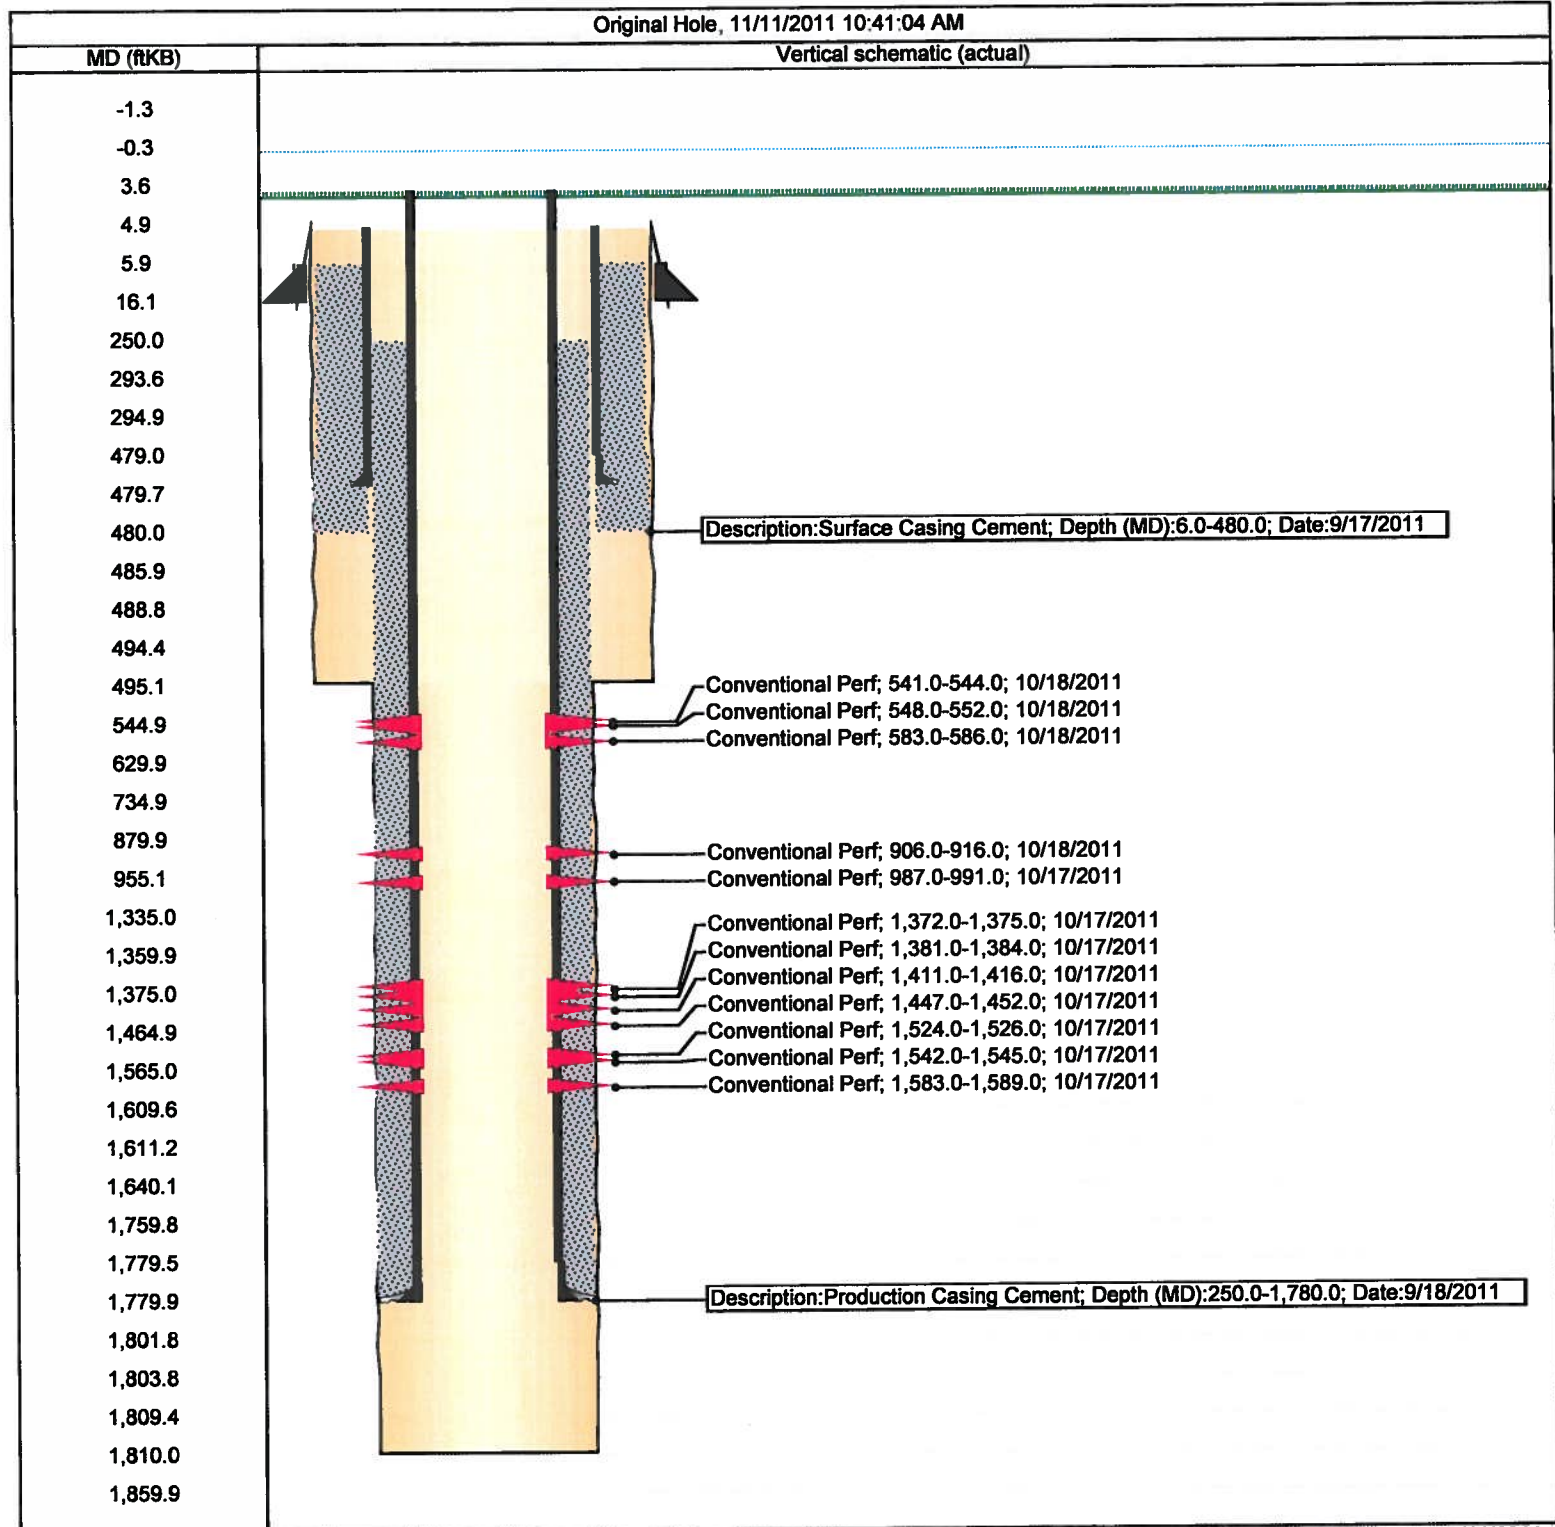 Original Hole, 11/11/2011 10:41:04 AM
MD (ftKB)
Vertical schematic (actual)
-1.3
-0.3
3.6
4.9
5.9
16.1
250.0
293.6
294.9
479.0
479.7
480.0
Description:Surface Casing Cement; Depth (MD):6.0-480.0; Date:9/17/2011
485.9
488.8
494.4
495.1
Conventional Perf; 541.0-544.0; 10/18/2011
Conventional Perf; 548.0-552.0; 10/18/2011
544.9
Conventional Perf; 583.0-586.0; 10/18/2011
629.9
734.9
879.9
Conventional Perf; 906.0-916.0; 10/18/2011
955.1
Conventional Perf; 987.0-991.0; 10/17/2011
1,335.0
Conventional Perf; 1,372.0-1,375.0; 10/17/2011
Conventional Perf; 1,381.0-1,384.0; 10/17/2011
1,359.9
Conventional Perf; 1,411.0-1,416.0; 10/17/2011
1,375.0
Conventional Perf; 1,447.0-1,452.0; 10/17/2011
1,464.9
Conventional Perf; 1,524.0-1,526.0; 10/17/2011
Conventional Perf; 1,542.0-1,545.0; 10/17/2011
1,565.0
Conventional Perf; 1,583.0-1,589.0; 10/17/2011
1,609.6
1,611.2
1,640.1
1,759.8
1,779.5
1,779.9
Description:Production Casing Cement; Depth (MD):250.0-1,780.0; Date:9/18/2011
1,801.8
1,803.8
1,809.4
1,810.0
1,859.9